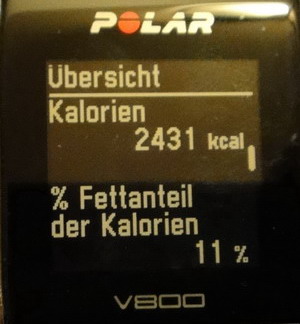 POLAR
Übersicht
Kalorien
2431 kcal
% Fettanteil
der Kalorien
11 %
V800